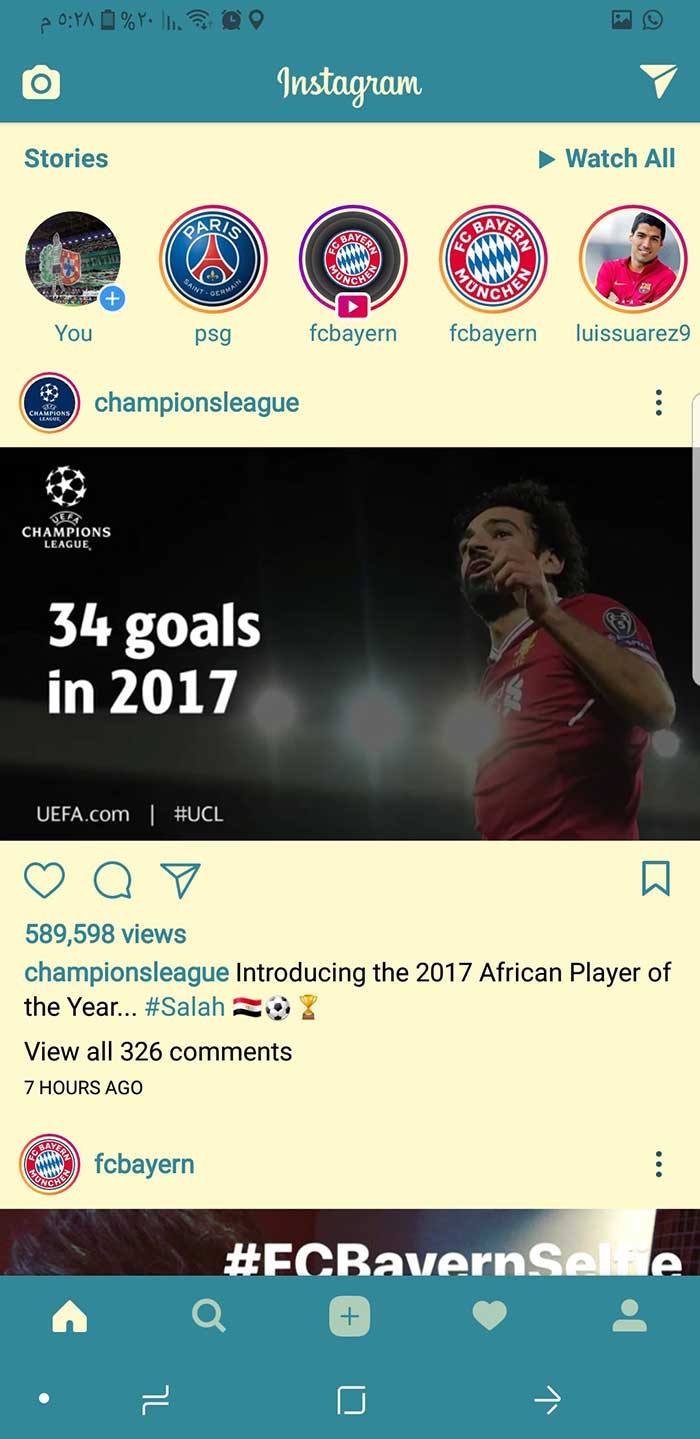 م ٥:٢٨ %٢٠
Instagram
Stories
Watch All
PARIS
SAINT-GERMAIN
FC BAYERN
MÜNCHEN
FC BAYERN
MÜNCHEN
You
psg
fcbayern
fcbayern
luissuarez9
CHAMPIONS
LEAGUE
championsleague
UEFA
CHAMPIONS
LEAGUE
34 goals
in 2017
UEFA.com | #UCL
589,598 views
championsleague Introducing the 2017 African Player of
the Year... #Salah 🇪🇬⚽🏆
View all 326 comments
7 HOURS AGO
FC BAYERN
MÜNCHEN
fcbayern
#FCBayernSelfie